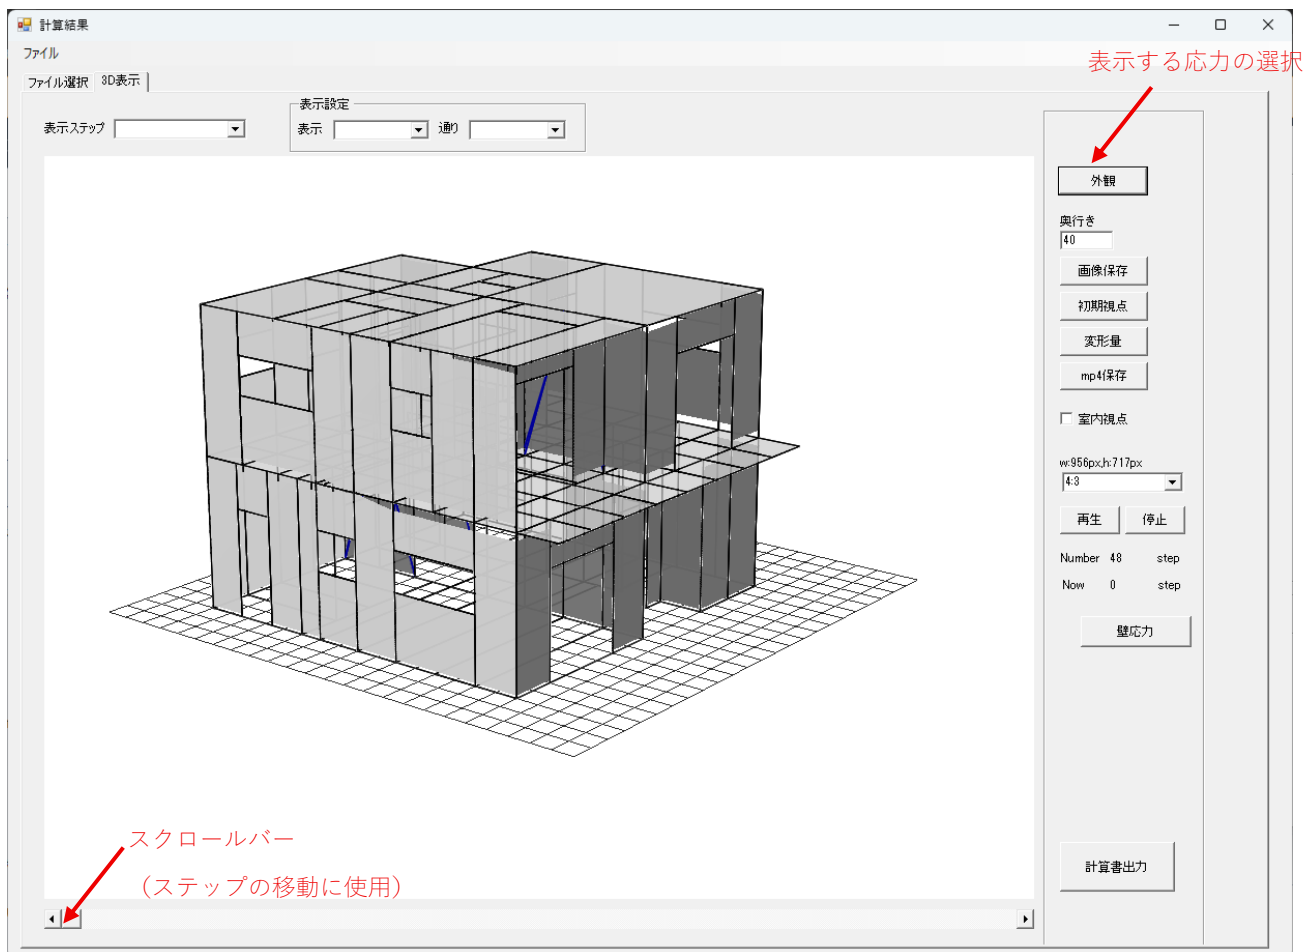 計算結果
ファイル
表示する応力の選択
ファイル選択 3D表示
表示設定
表示ステップ 表示 通り
外観
奥行き
40
画像保存
初期視点
変形量
mp4保存
室内視点
w:956px,h:717px
4:3
再生 停止
Number 48 step
Now 0 step
壁応力
スクロールバー
（ステップの移動に使用）
計算書出力